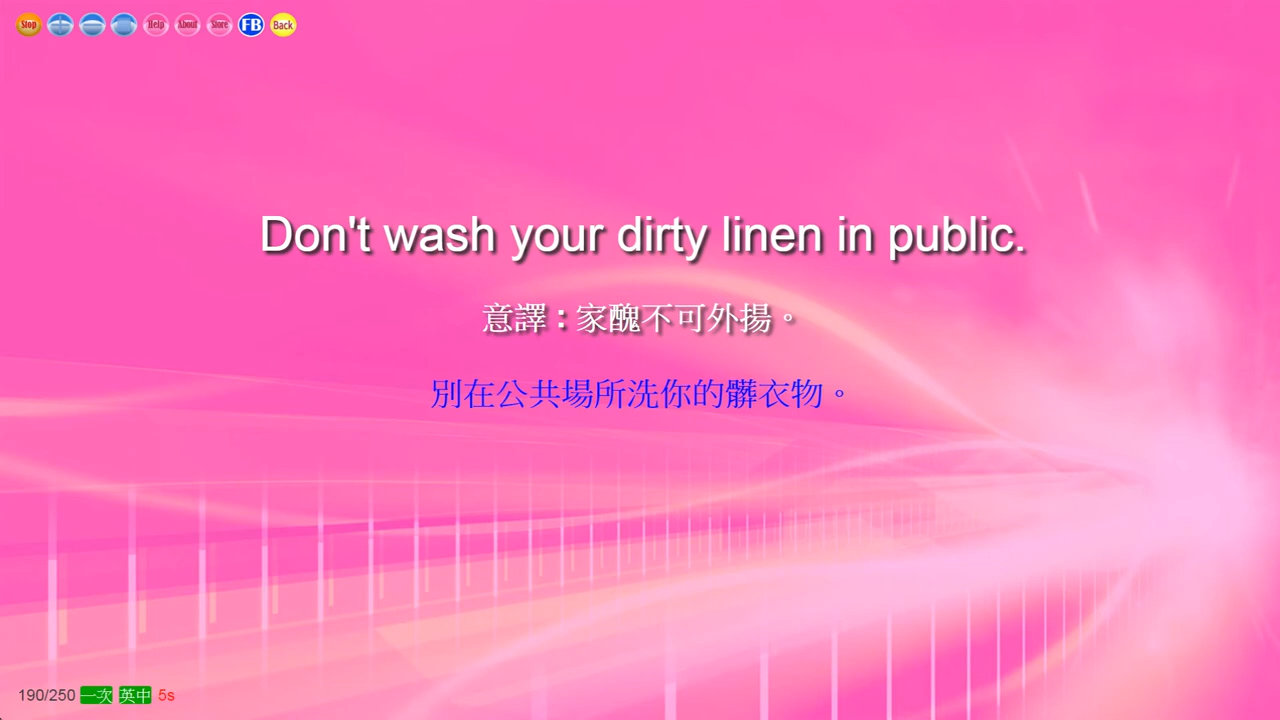 Stop Help About Store FB Back
Don't wash your dirty linen in public.
意譯：家醜不可外揚。
別在公共場所洗你的髒衣物。
190/250 一次 英中 5s